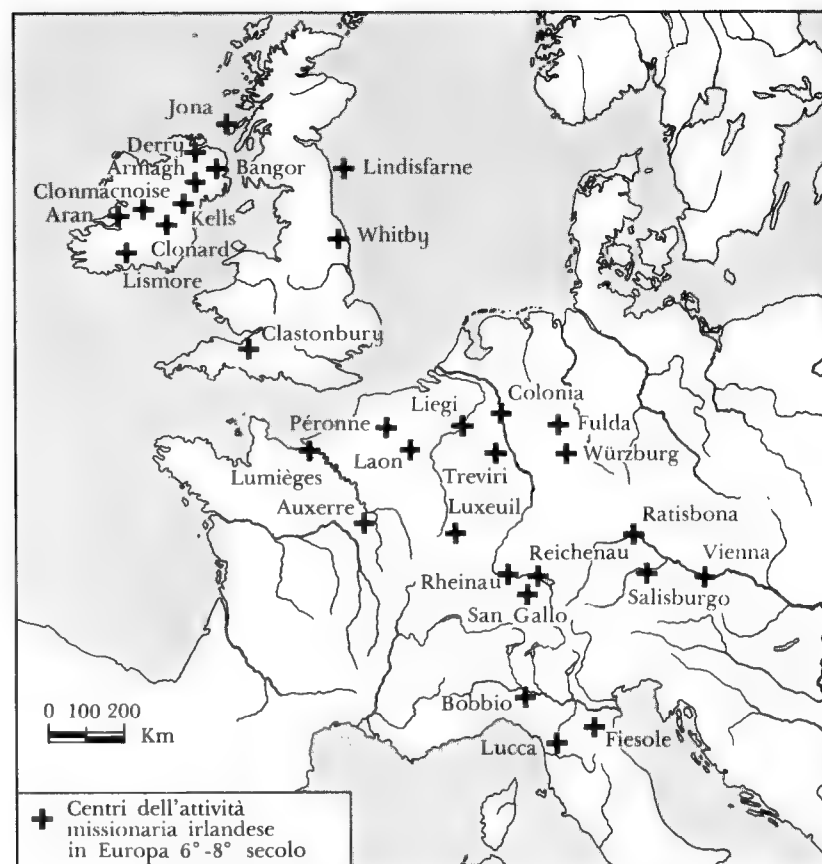 Jona
Derry
Armagh
Bangor
Lindisfarne
Clonmacnoise
Aran
Kells
Whitby
Clonard
Lismore
Clastonbury
Colonia
Liegi
Péronne
Fulda
Laon
Treviri
Würzburg
Lumièges
Auxerre
Luxeuil
Ratisbona
Reichenau
Vienna
Rheinau
Salisburgo
San Gallo
Bobbio
0 100 200
Km
Lucca
Fiesole
Centri dell'attività
missionaria irlandese
in Europa 6°-8° secolo